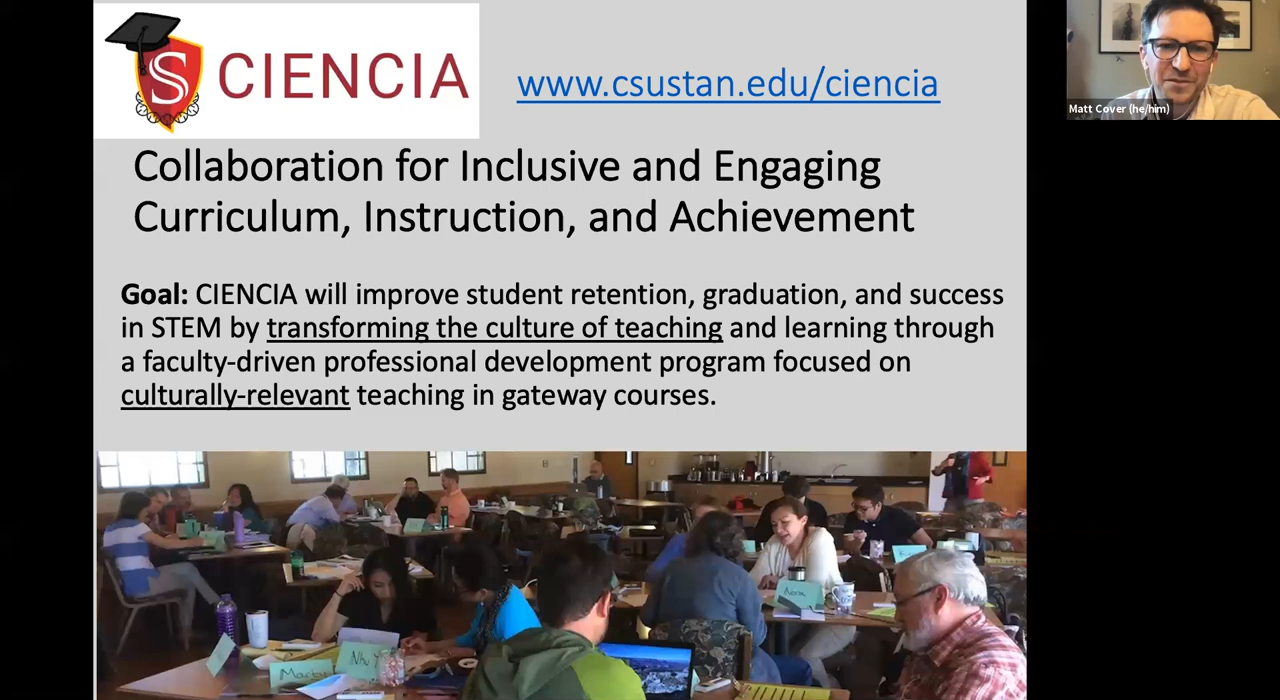 S CIENCIA
www.csustan.edu/ciencia
Matt Cover (he/him)
Collaboration for Inclusive and Engaging
Curriculum, Instruction, and Achievement
Goal: CIENCIA will improve student retention, graduation, and success
in STEM by transforming the culture of teaching and learning through
a faculty-driven professional development program focused on
culturally-relevant teaching in gateway courses.
Nhu